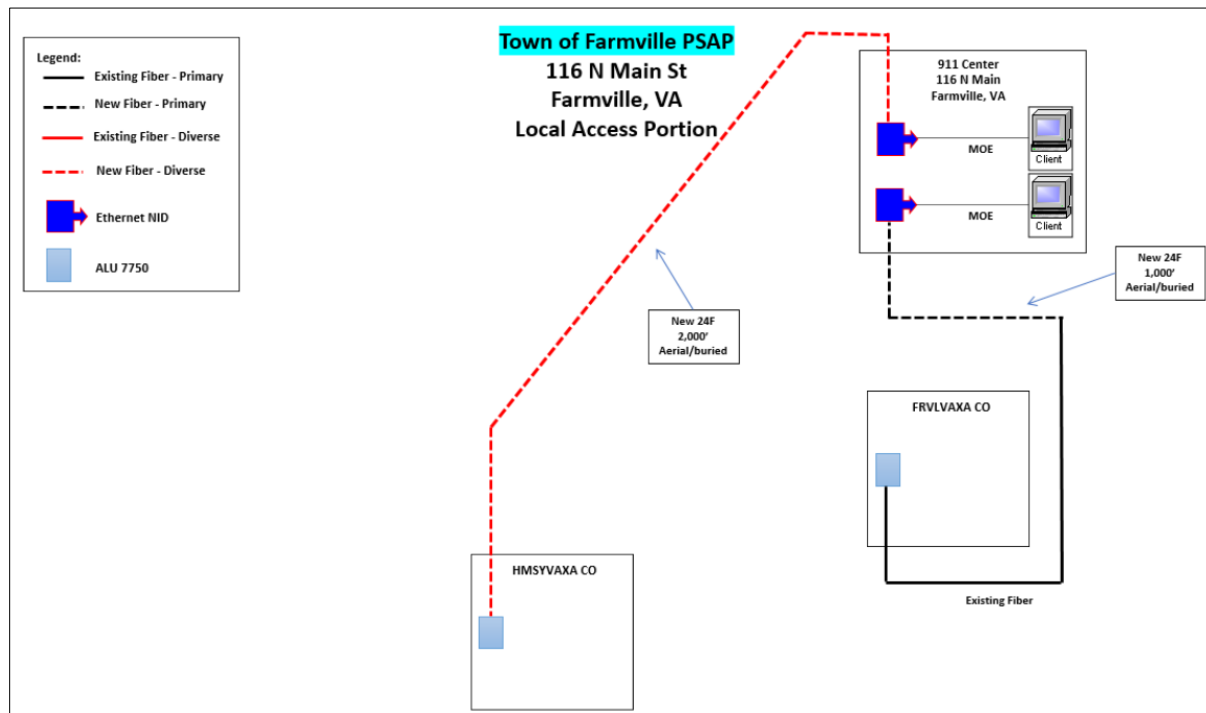 Legend:
Existing Fiber - Primary
New Fiber - Primary
Existing Fiber - Diverse
New Fiber - Diverse
Ethernet NID
ALU 7750
Town of Farmville PSAP
116 N Main St
Farmville, VA
Local Access Portion
911 Center
116 N Main
Farmville, VA
MOE
Client
MOE
Client
New 24F
1,000'
Aerial/buried
New 24F
2,000'
Aerial/buried
FRVLVAXA CO
Existing Fiber
HMSYVAXA CO